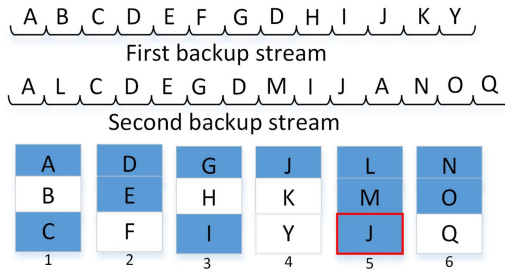 A B C D E F G D H I J K Y
First backup stream
A L C D E G D M I J A N O Q
Second backup stream
A D G J L N
B E H K M O
C F I Y J Q
1 2 3 4 5 6